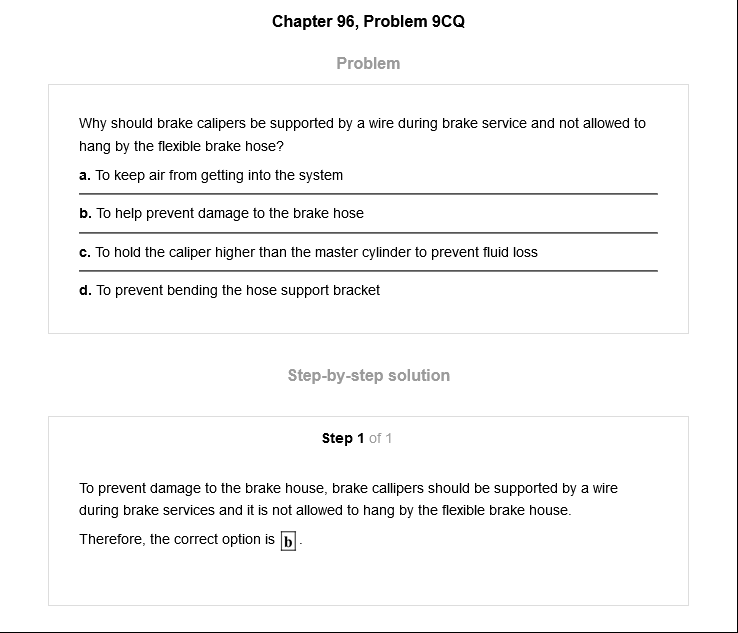 Chapter 96, Problem 9CQ
Problem
Why should brake calipers be supported by a wire during brake service and not allowed to
hang by the flexible brake hose?
a. To keep air from getting into the system
b. To help prevent damage to the brake hose
c. To hold the caliper higher than the master cylinder to prevent fluid loss
d. To prevent bending the hose support bracket
Step-by-step solution
Step 1 of 1
To prevent damage to the brake house, brake callipers should be supported by a wire
during brake services and it is not allowed to hang by the flexible brake house.
Therefore, the correct option is b.